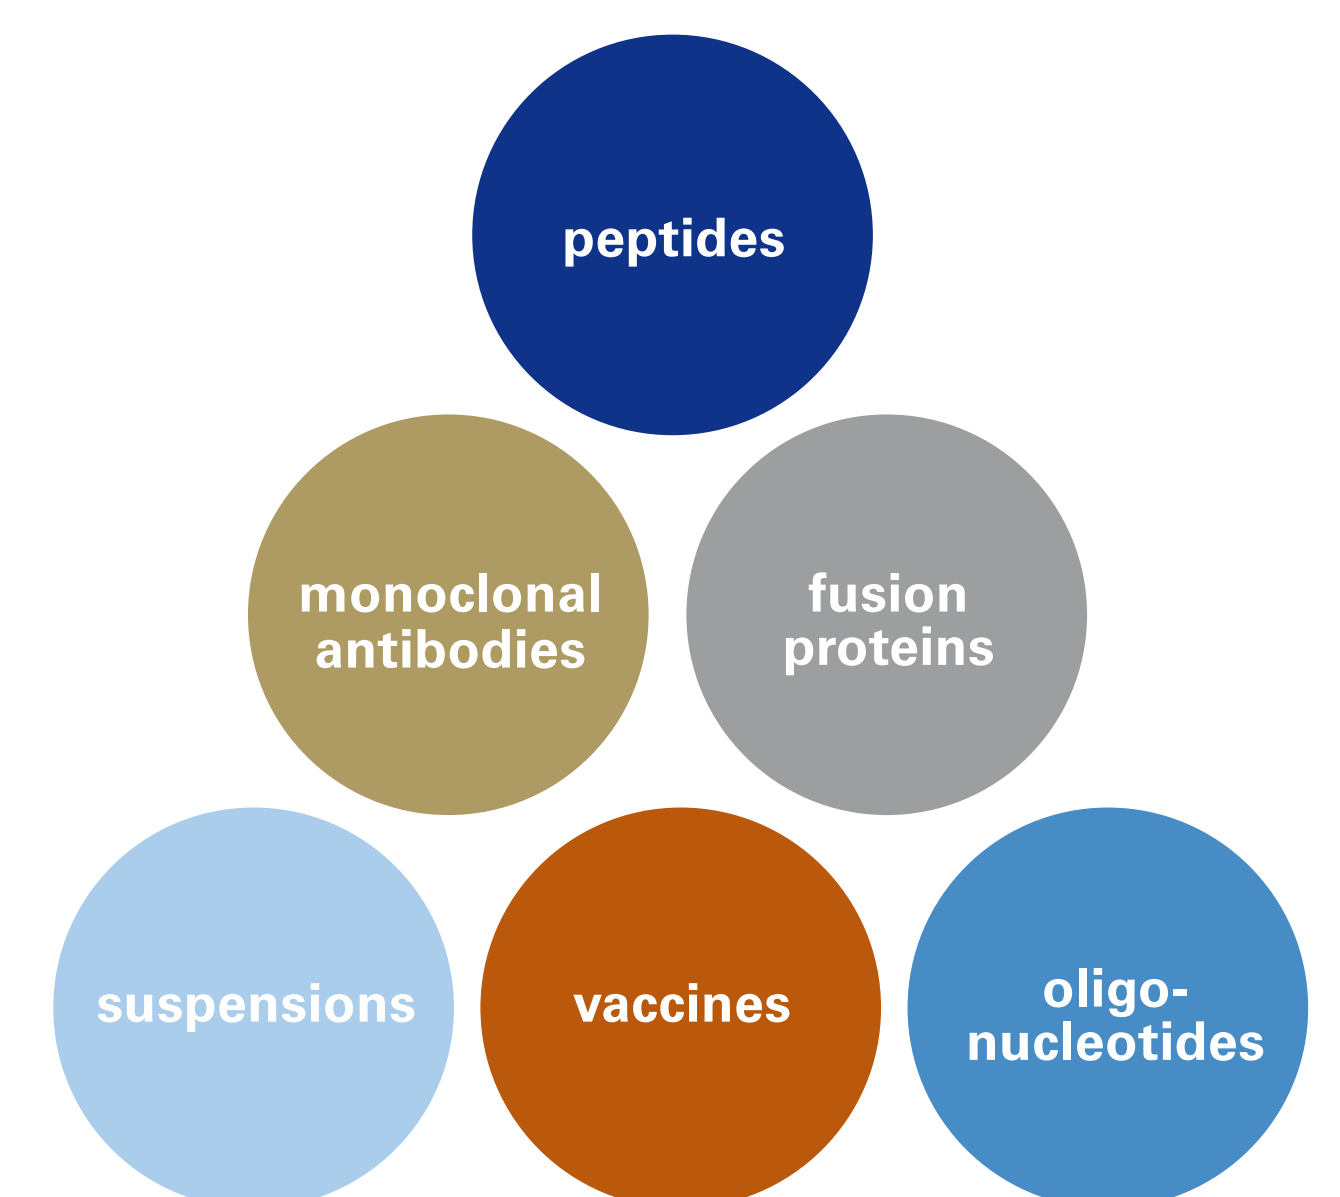 peptides
monoclonal
antibodies
fusion
proteins
suspensions
vaccines
oligo-
nucleotides